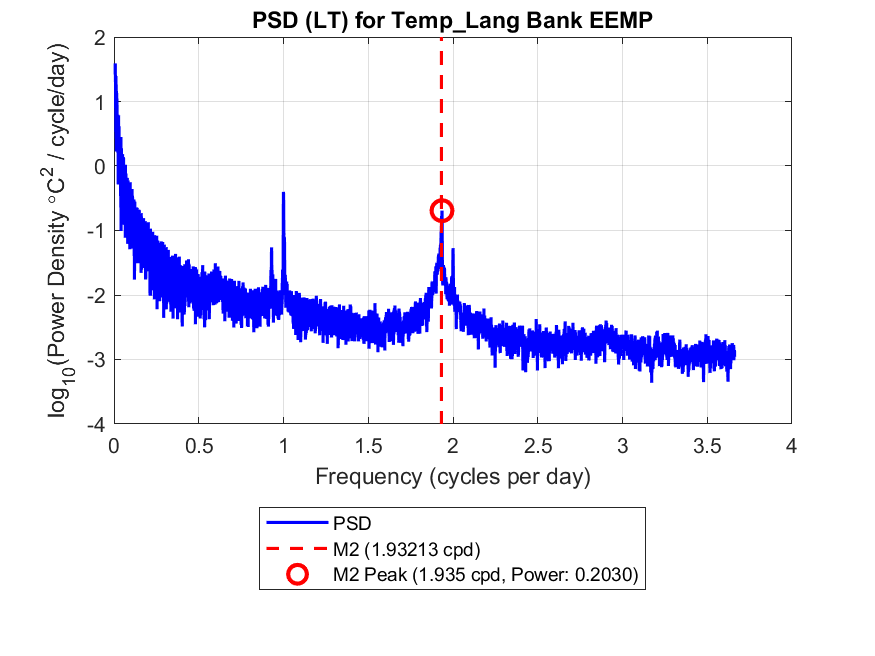 PSD (LT) for Temp_Lang Bank EEMP
log10(Power Density °C2 / cycle/day)
2
1
0
-1
-2
-3
-4
0 0.5 1 1.5 2 2.5 3 3.5 4
Frequency (cycles per day)
PSD
M2 (1.93213 cpd)
M2 Peak (1.935 cpd, Power: 0.2030)